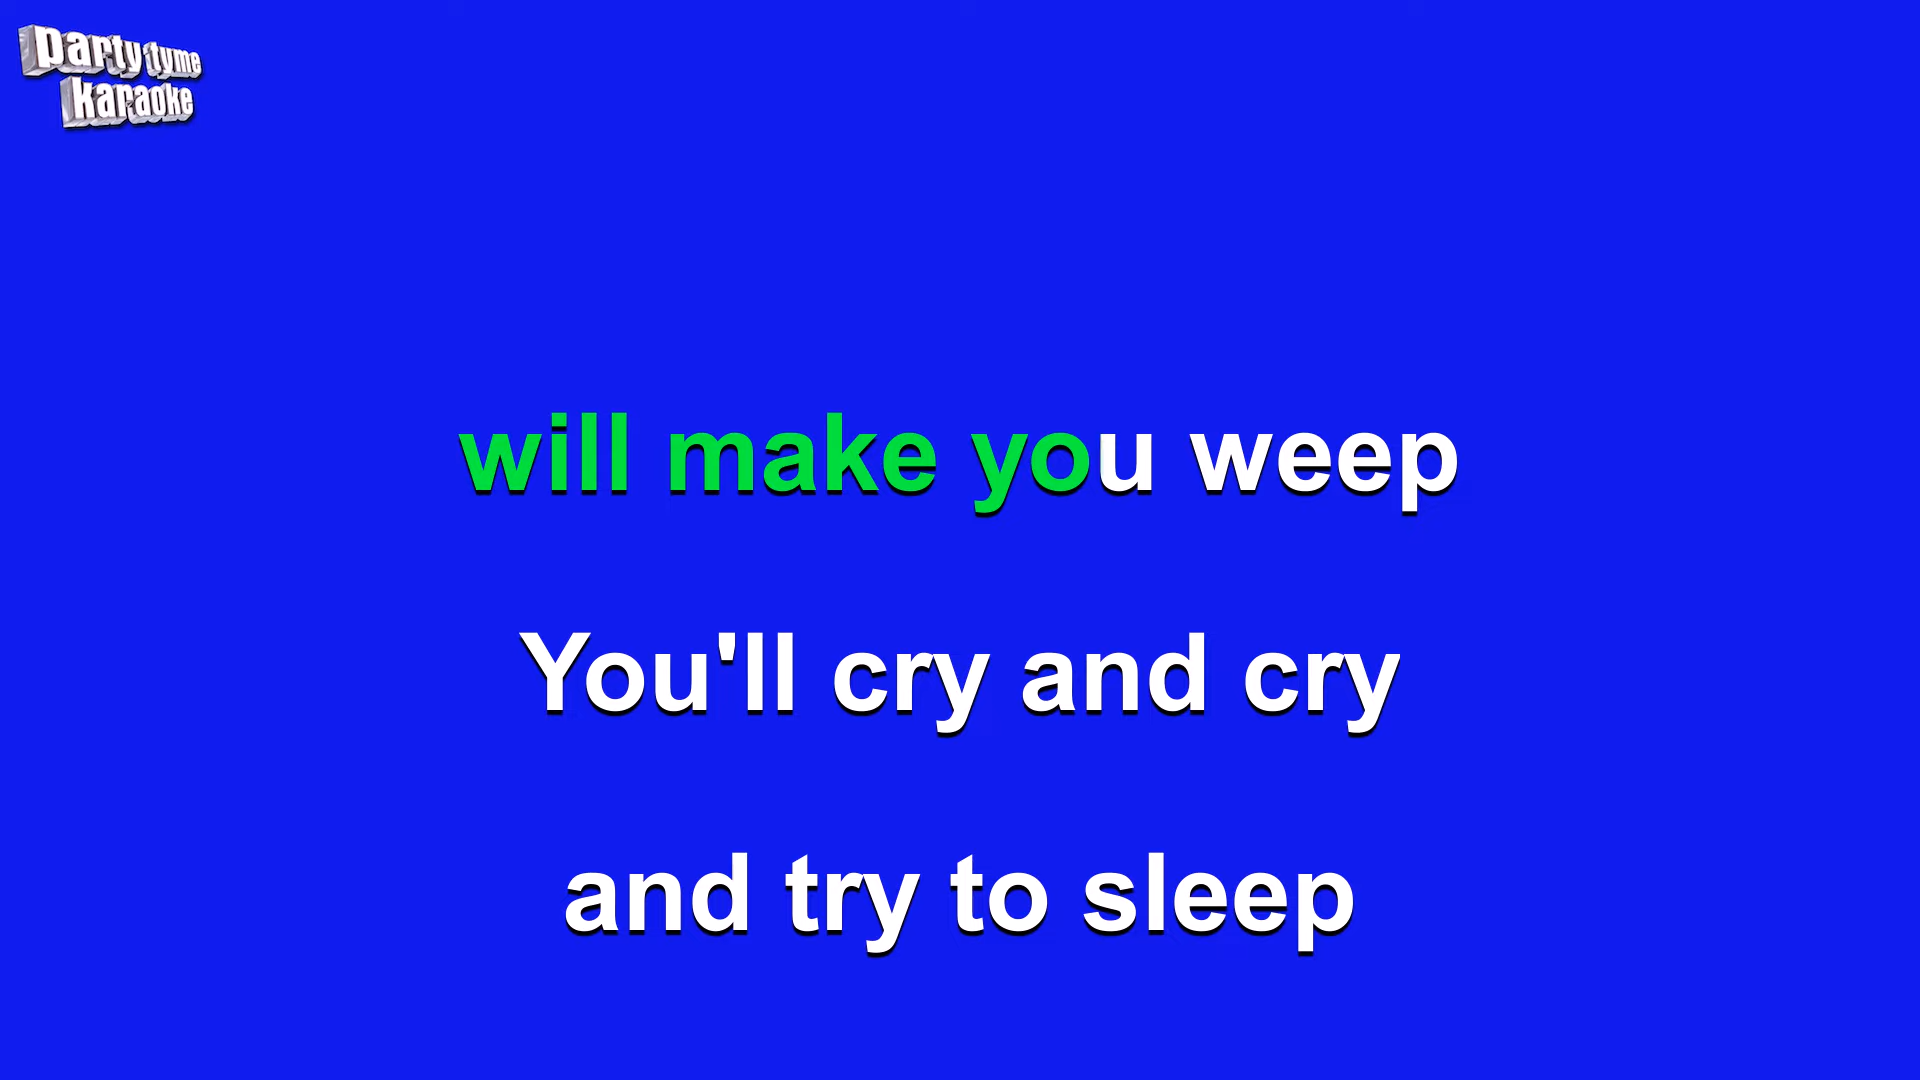 party tyme
karaoke
will make you weep
You'll cry and cry
and try to sleep